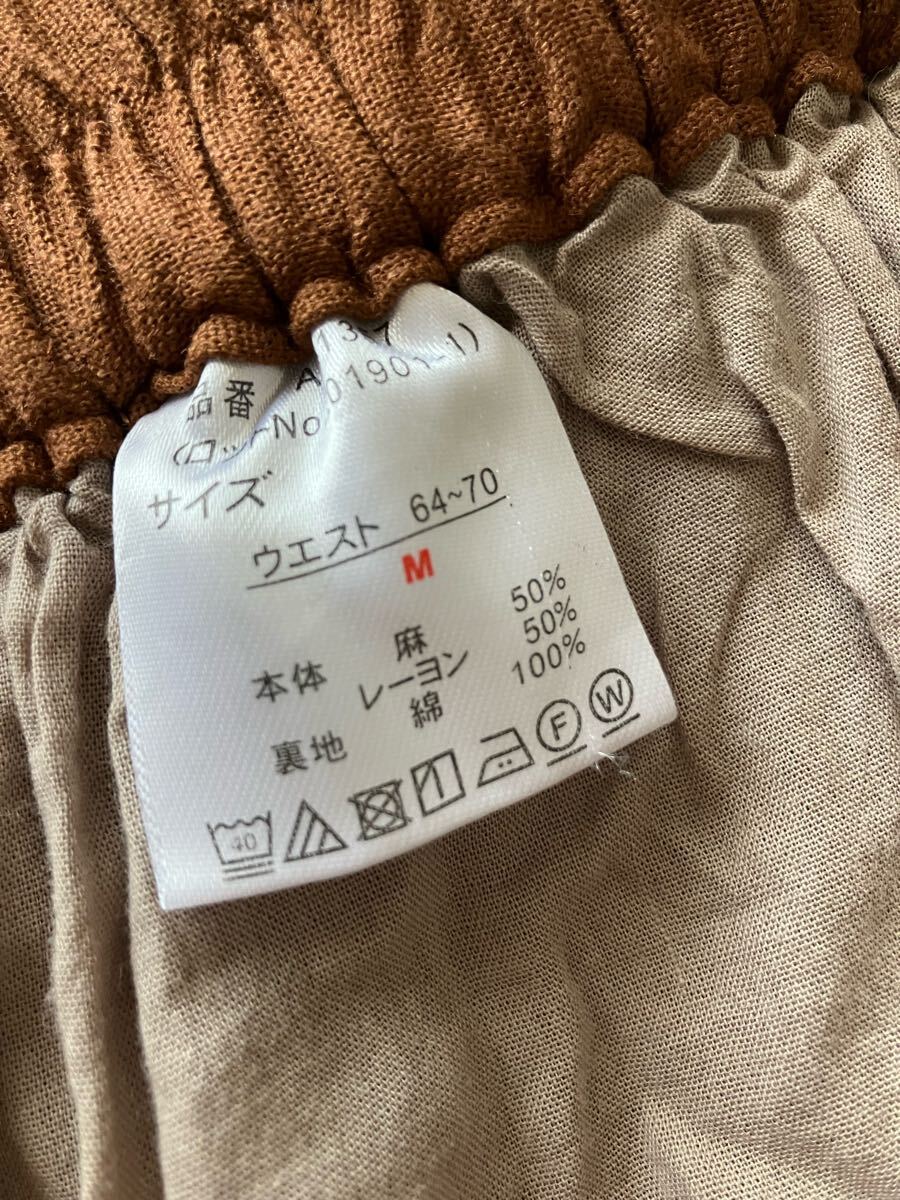 品番
サイズ
ウエスト 64~70
M
本体 麻 50%
レーヨン 50%
裏地 綿 100%
40 F W